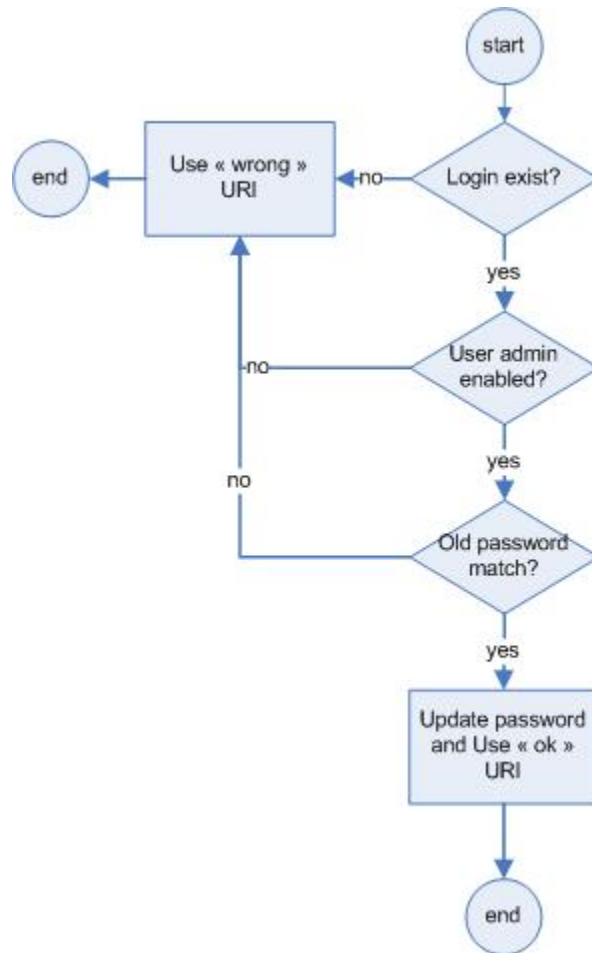 start
Login exist?
no
Use « wrong »
URI
end
yes
User admin
enabled?
no
yes
Old password
match?
no
yes
Update password
and Use « ok »
URI
end